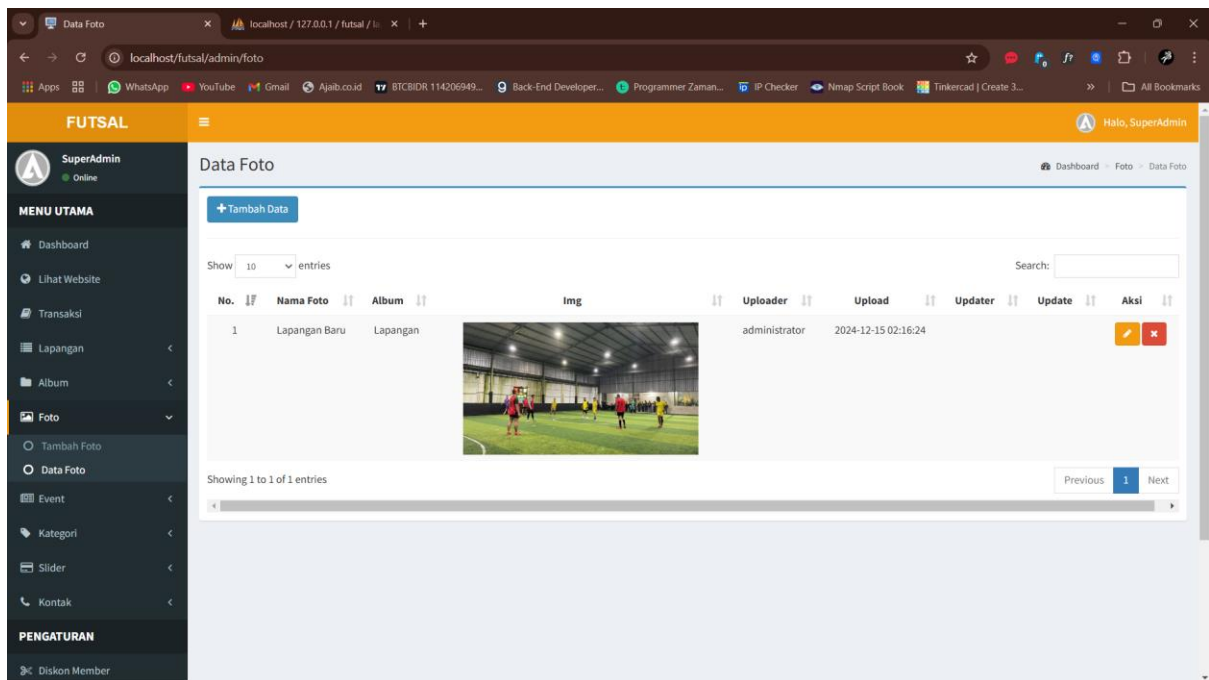 Data Foto
localhost / 127.0.0.1 / futsal / la
localhost/futsal/admin/foto
Apps
WhatsApp
YouTube
Gmail
Ajaib.co.id
BTCBIDR 114206949...
Back-End Developer...
Programmer Zaman...
IP Checker
Nmap Script Book
Tinkercad | Create 3...
All Bookmarks
FUTSAL
Halo, SuperAdmin
SuperAdmin
Online
Data Foto
Dashboard > Foto > Data Foto
MENU UTAMA
Dashboard
Lihat Website
Transaksi
Lapangan
Album
Foto
Tambah Foto
Data Foto
Event
Kategori
Slider
Kontak
PENGATURAN
Diskon Member
Tambah Data
Show 10 entries
Search:
No. Nama Foto Album Img Uploader Upload Updater Update Aksi
1 Lapangan Baru Lapangan administrator 2024-12-15 02:16:24
Showing 1 to 1 of 1 entries
Previous 1 Next